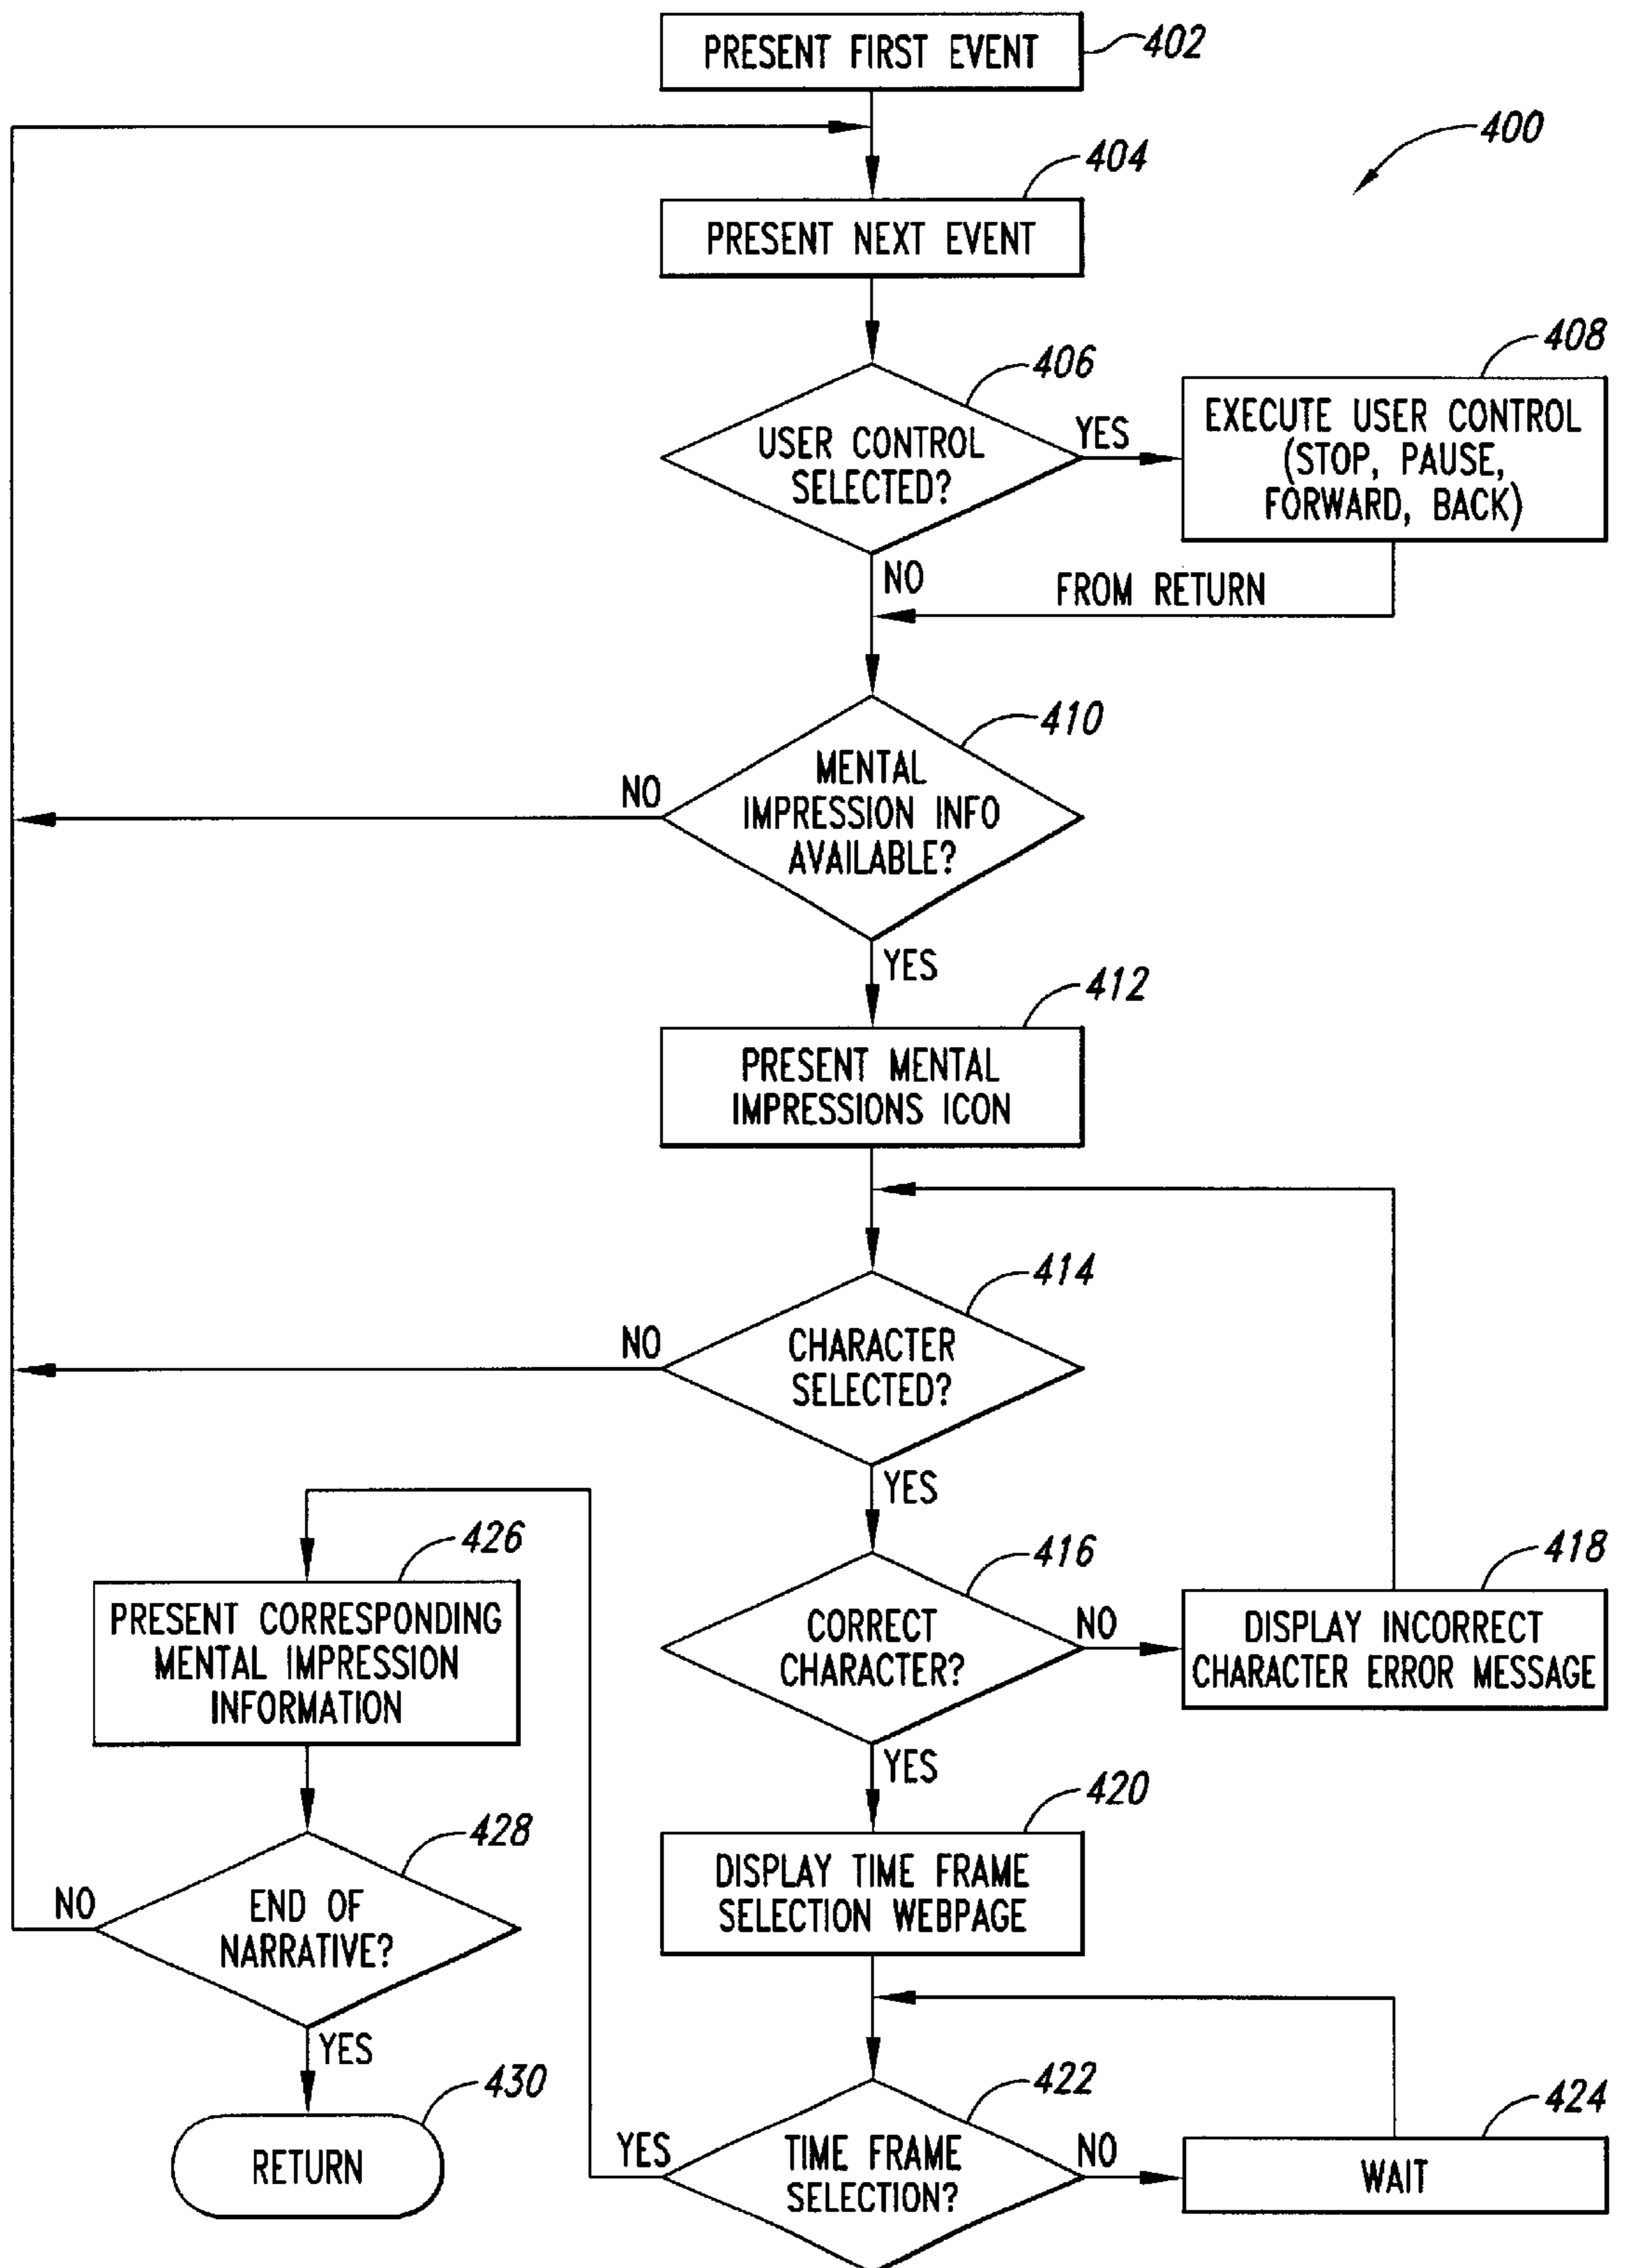 PRESENT FIRST EVENT
402
400
404
PRESENT NEXT EVENT
406
USER CONTROL
SELECTED?
YES
408
EXECUTE USER CONTROL
(STOP, PAUSE,
FORWARD, BACK)
NO
FROM RETURN
410
MENTAL
IMPRESSION INFO
AVAILABLE?
NO
YES
412
PRESENT MENTAL
IMPRESSIONS ICON
414
CHARACTER
SELECTED?
NO
YES
416
CORRECT
CHARACTER?
NO
418
DISPLAY INCORRECT
CHARACTER ERROR MESSAGE
YES
420
DISPLAY TIME FRAME
SELECTION WEBPAGE
422
TIME FRAME
SELECTION?
NO
424
WAIT
YES
426
PRESENT CORRESPONDING
MENTAL IMPRESSION
INFORMATION
428
END OF
NARRATIVE?
NO
YES
430
RETURN